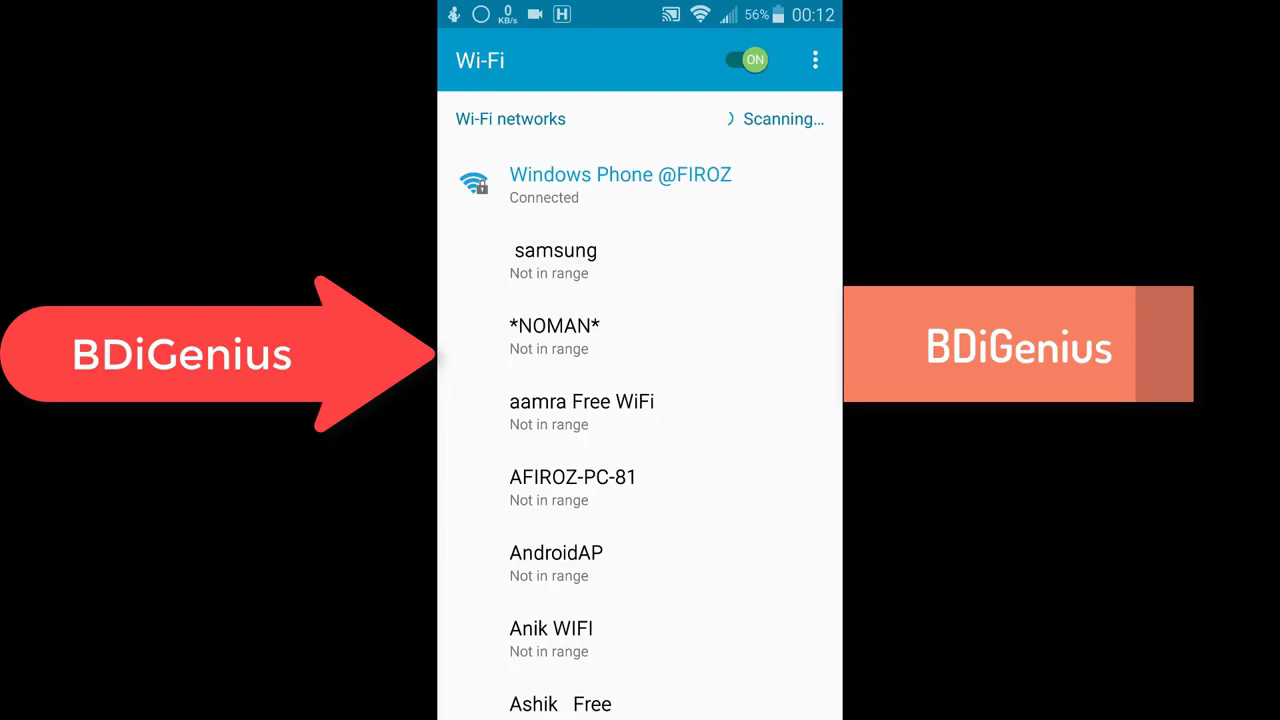 0
KB/s
H
56%
00:12
Wi-Fi
ON
Wi-Fi networks
Scanning...
Windows Phone @FIROZ
Connected
samsung
Not in range
*NOMAN*
Not in range
aamra Free WiFi
Not in range
AFIROZ-PC-81
Not in range
AndroidAP
Not in range
Anik WIFI
Not in range
Ashik Free
BDiGenius
BDiGenius